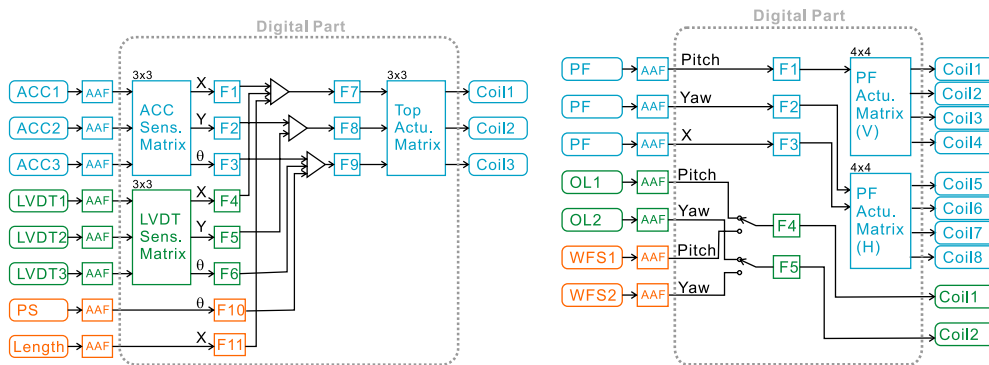 Digital Part
3x3
3x3
ACC1
AAF
X
F1
F7
Coil1
ACC2
AAF
ACC
Sens.
Matrix
Y
F2
F8
Top
Actu.
Matrix
Coil2
ACC3
AAF
θ
F3
F9
Coil3
3x3
LVDT1
AAF
X
F4
LVDT2
AAF
LVDT
Sens.
Matrix
Y
F5
LVDT3
AAF
θ
F6
PS
AAF
θ
F10
Length
AAF
X
F11
Digital Part
4x4
PF
AAF
Pitch
F1
PF
Actu.
Matrix
(V)
Coil1
Coil2
Coil3
Coil4
PF
AAF
Yaw
F2
PF
AAF
X
F3
4x4
PF
Actu.
Matrix
(H)
Coil5
Coil6
Coil7
Coil8
OL1
AAF
Pitch
OL2
AAF
Yaw
F4
WFS1
AAF
Pitch
F5
WFS2
AAF
Yaw
Coil1
Coil2